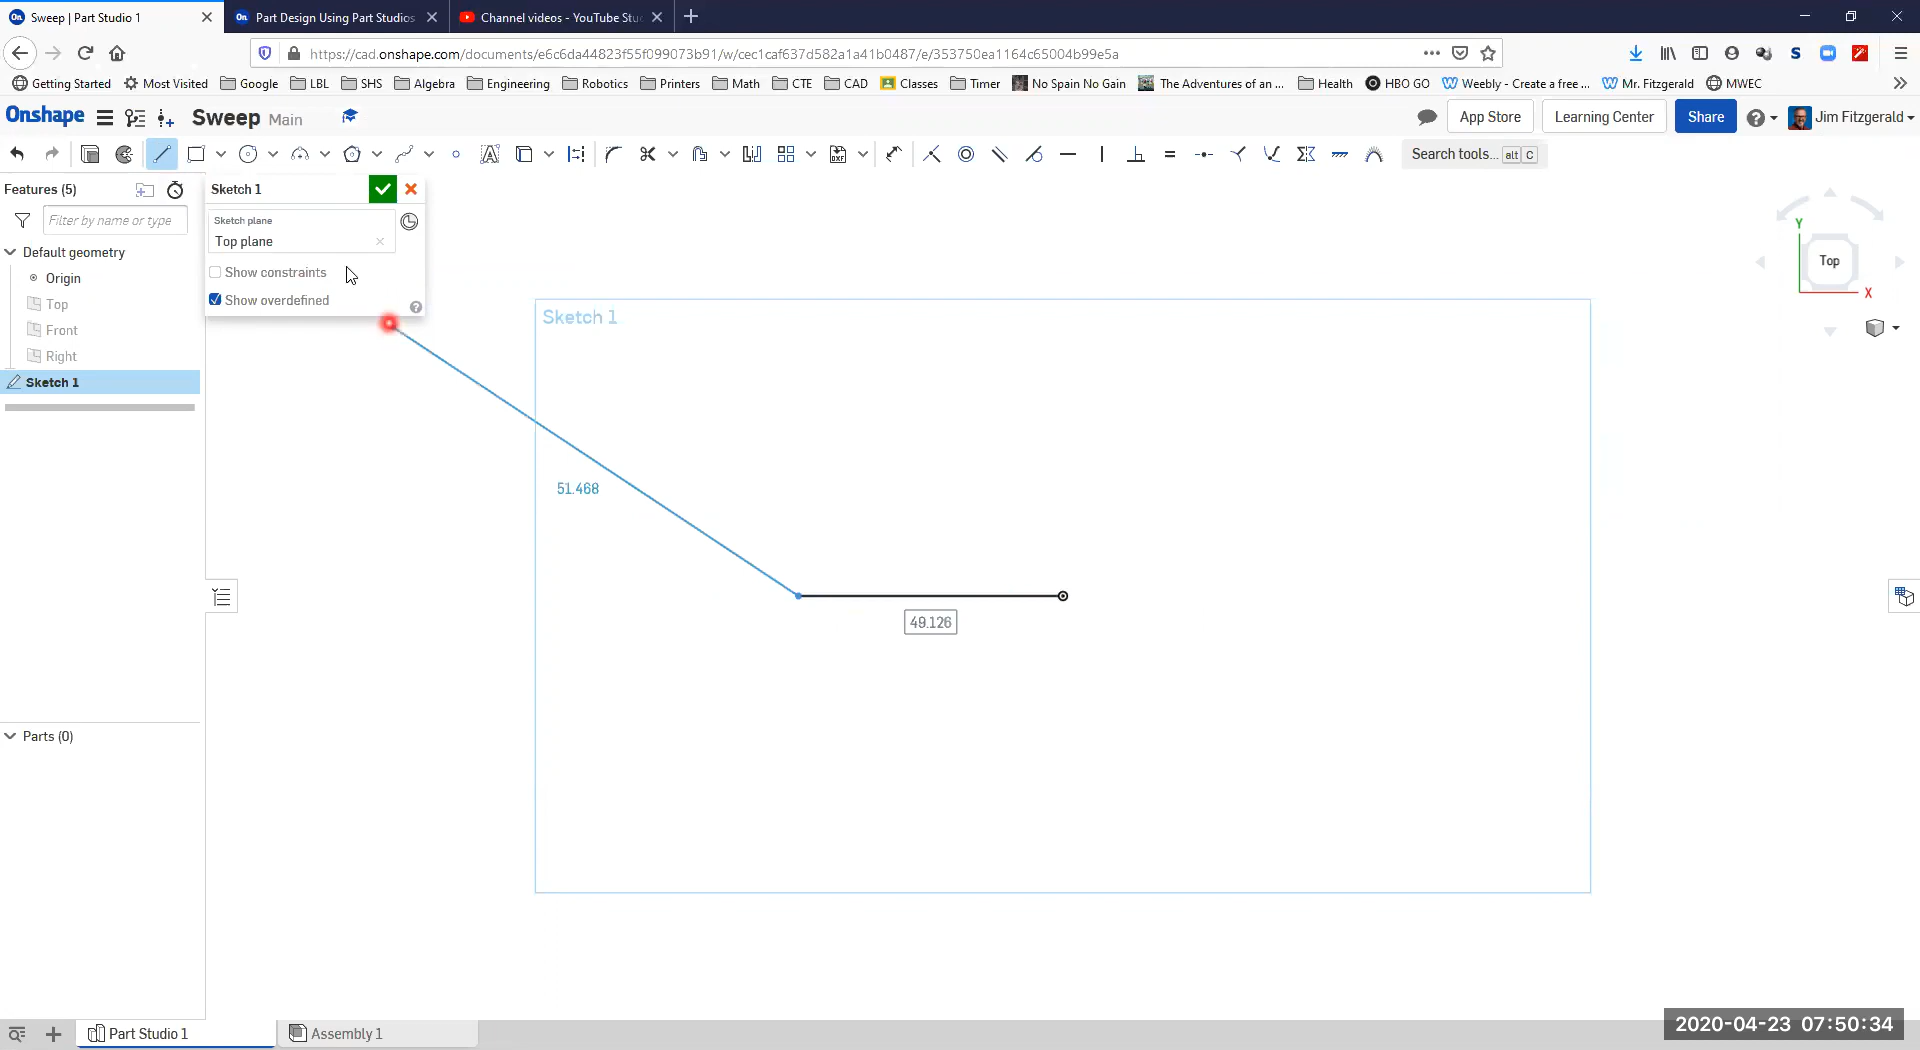 Sweep | Part Studio 1
Part Design Using Part Studios
Channel videos - YouTube Stu
https://cad.onshape.com/documents/e6c6da44823f55f099073b91/w/cec1caf637d582a1a41b0487/e/353750ea1164c65004b99e5a
Getting Started
Most Visited
Google
LBL
SHS
Algebra
Engineering
Robotics
Printers
Math
CTE
CAD
Classes
Timer
No Spain No Gain
The Adventures of an ...
Health
HBO GO
Weebly - Create a free ...
Mr. Fitzgerald
MWEC
Onshape
Sweep Main
App Store
Learning Center
Share
Jim Fitzgerald
Search tools... alt C
Features (5)
Filter by name or type
Default geometry
Origin
Top
Front
Right
Sketch 1
Parts (0)
Sketch 1
Sketch plane
Top plane
Show constraints
Show overdefined
Sketch 1
51.468
49.126
Y
Top
X
Part Studio 1
Assembly 1
2020-04-23 07:50:34